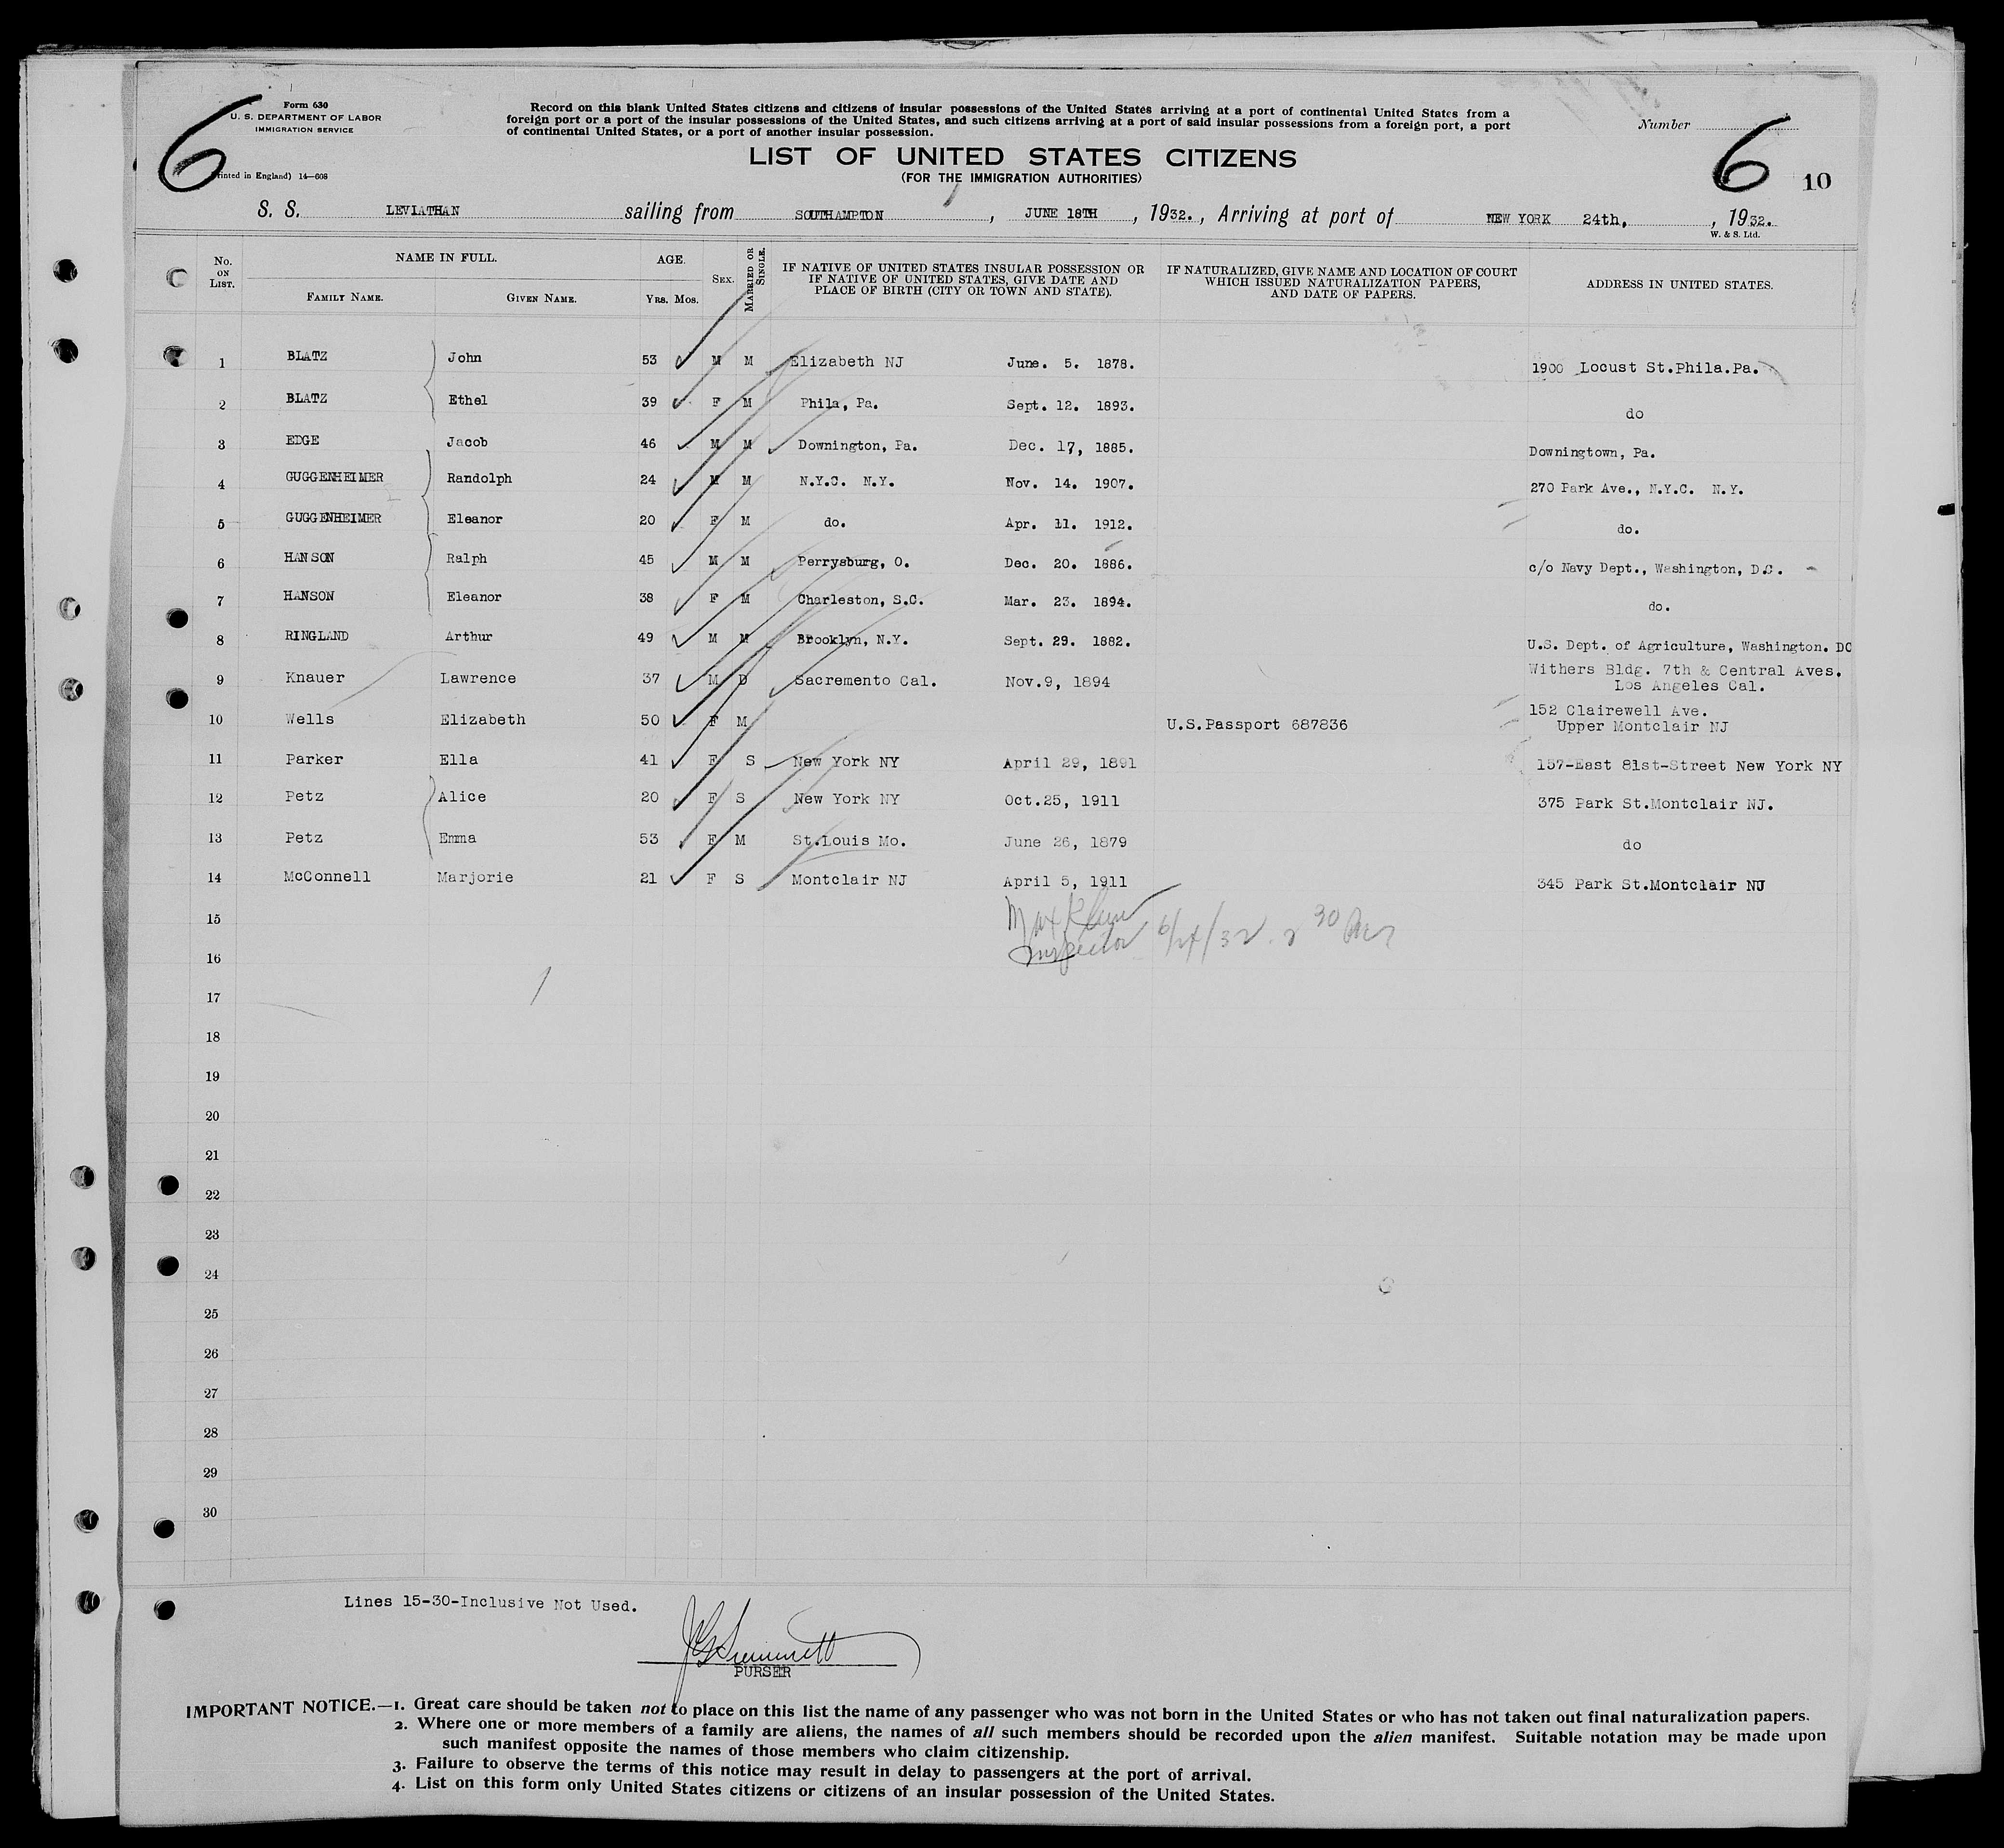 6
Form 630
U. S. DEPARTMENT OF LABOR
IMMIGRATION SERVICE
rinted in England) 14—608
Record on this blank United States citizens and citizens of insular possessions of the United States arriving at a port of continental United States from a
foreign port or a port of the insular possessions of the United States, and such citizens arriving at a port of said insular possessions from a foreign port, a port
of continental United States, or a port of another insular possession.
Number
6
10
LIST OF UNITED STATES CITIZENS
(FOR THE IMMIGRATION AUTHORITIES)
S. S. LEVIATHAN sailing from SOUTHAMPTON, JUNE 18TH, 1932., Arriving at port of NEW YORK 24th, , 1932.
W. & S. Ltd.
No. ON LIST. NAME IN FULL. FAMILY NAME. GIVEN NAME. AGE. YRS. MOS. SEX. MARRIED OR SINGLE. IF NATIVE OF UNITED STATES INSULAR POSSESSION OR IF NATIVE OF UNITED STATES, GIVE DATE AND PLACE OF BIRTH (CITY OR TOWN AND STATE). IF NATURALIZED, GIVE NAME AND LOCATION OF COURT WHICH ISSUED NATURALIZATION PAPERS, AND DATE OF PAPERS. ADDRESS IN UNITED STATES.
1 BLATZ John 53 M M Elizabeth NJ June. 5. 1878. 1900 Locust St.Phila.Pa.
2 BLATZ Ethel 39 F M Phila, Pa. Sept. 12. 1893. do
3 EDGE Jacob 46 M M Downington, Pa. Dec. 17, 1885. Downingtown, Pa.
4 GUGGENHEIMER Randolph 24 M M N.Y.C. N.Y. Nov. 14. 1907. 270 Park Ave., N.Y.C. N.Y.
5 GUGGENHEIMER Eleanor 20 F M do. Apr. 11. 1912. do.
6 HANSON Ralph 45 M M Perrysburg, O. Dec. 20. 1886. c/o Navy Dept., Washington, D.C.
7 HANSON Eleanor 38 F M Charleston, S.C. Mar. 23. 1894. do.
8 RINGLAND Arthur 49 M M Brooklyn, N.Y. Sept. 29. 1882. U.S. Dept. of Agriculture, Washington. DC
9 Knauer Lawrence 37 M D Sacremento Cal. Nov.9, 1894 Withers Bldg. 7th & Central Aves.
Los Angeles Cal.
10 Wells Elizabeth 50 F M U.S.Passport 687836 152 Clairewell Ave.
Upper Montclair NJ
11 Parker Ella 41 F S New York NY April 29, 1891 157-East 81st-Street New York NY
12 Petz Alice 20 F S New York NY Oct.25, 1911 375 Park St.Montclair NJ.
13 Petz Emma 53 F M St.Louis Mo. June 26, 1879 do
14 McConnell Marjorie 21 F S Montclair NJ April 5, 1911 345 Park St.Montclair NJ
15 Max
16 Inspector 6/24/32 30
17
18
19
20
21
22
23
24
25
26
27
28
29
30
Lines 15-30-Inclusive Not Used.
PURSER
IMPORTANT NOTICE.—1. Great care should be taken not to place on this list the name of any passenger who was not born in the United States or who has not taken out final naturalization papers.
2. Where one or more members of a family are aliens, the names of all such members should be recorded upon the alien manifest. Suitable notation may be made upon
such manifest opposite the names of those members who claim citizenship.
3. Failure to observe the terms of this notice may result in delay to passengers at the port of arrival.
4. List on this form only United States citizens or citizens of an insular possession of the United States.